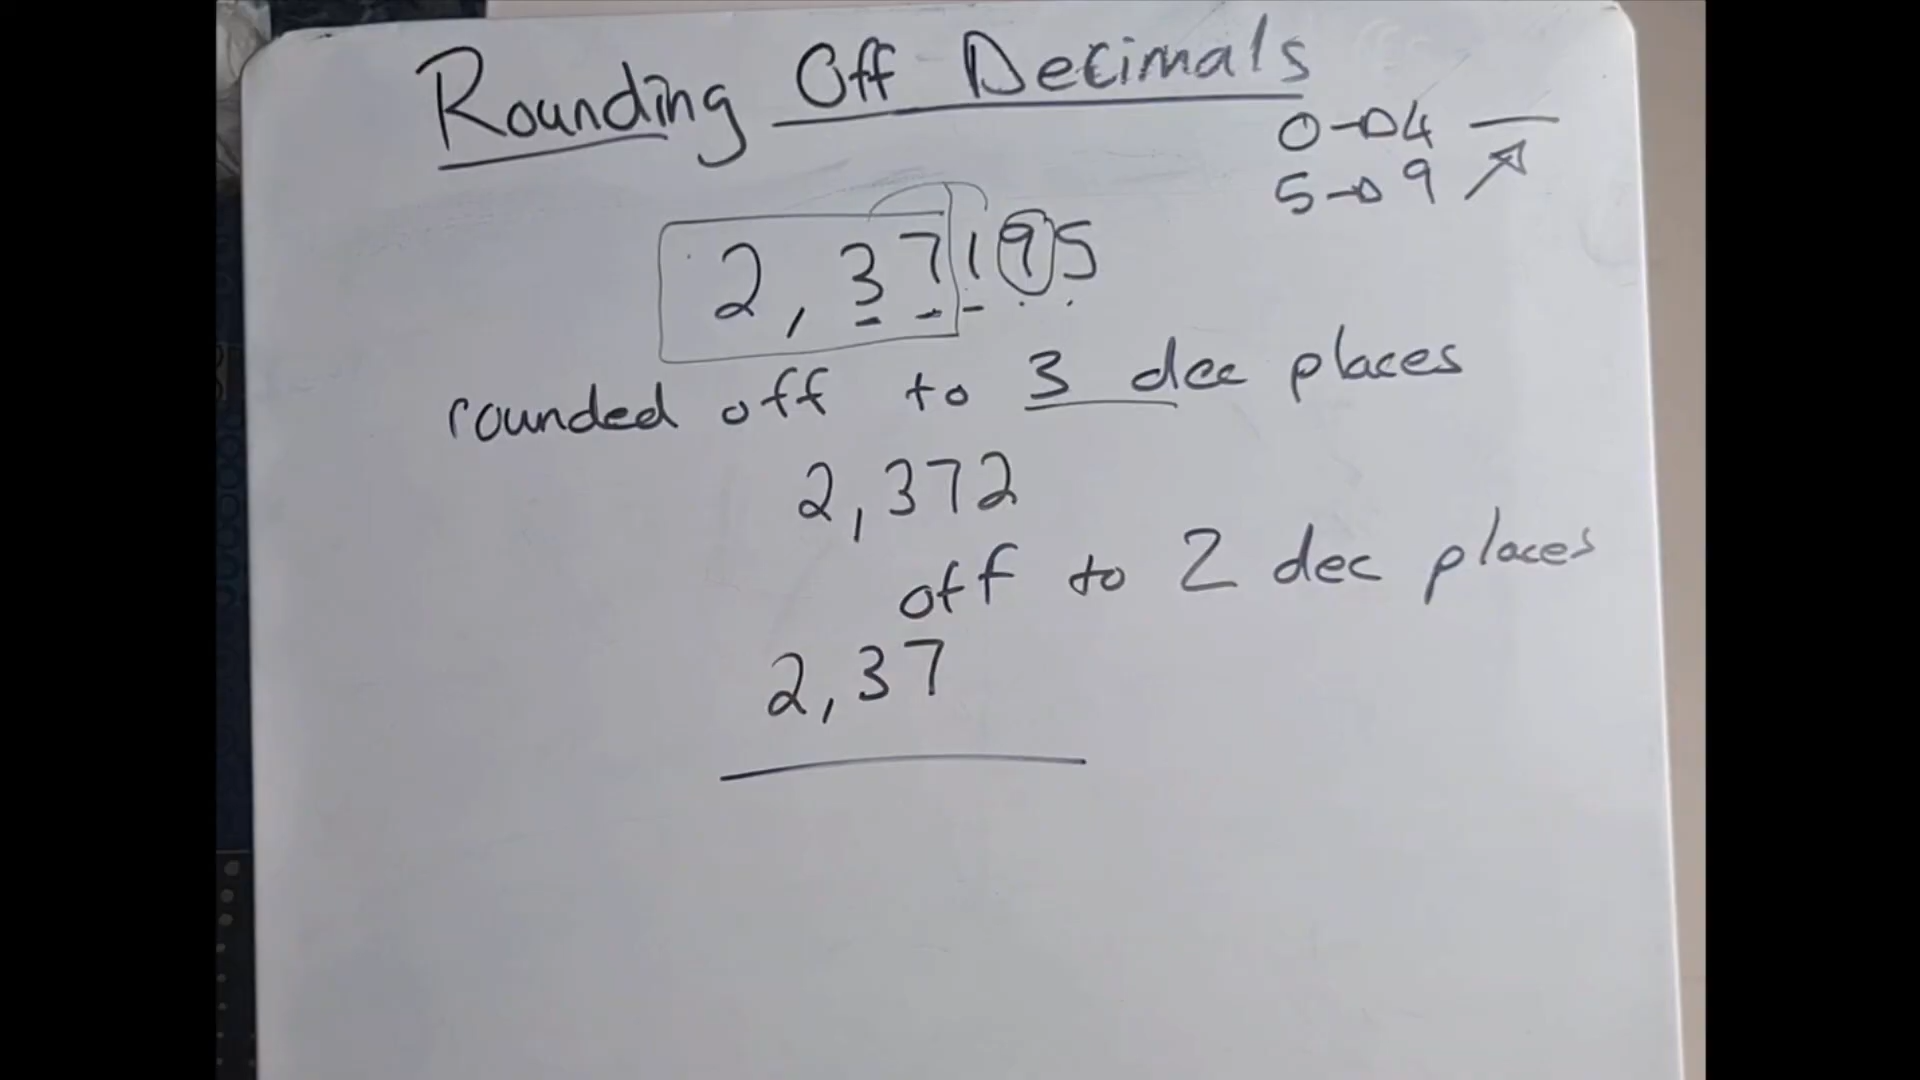 Rounding Off Decimals
0→4 —
5→9 ↗
2,37195
rounded off to 3 dec places
2,372
off to 2 dec places
2,37